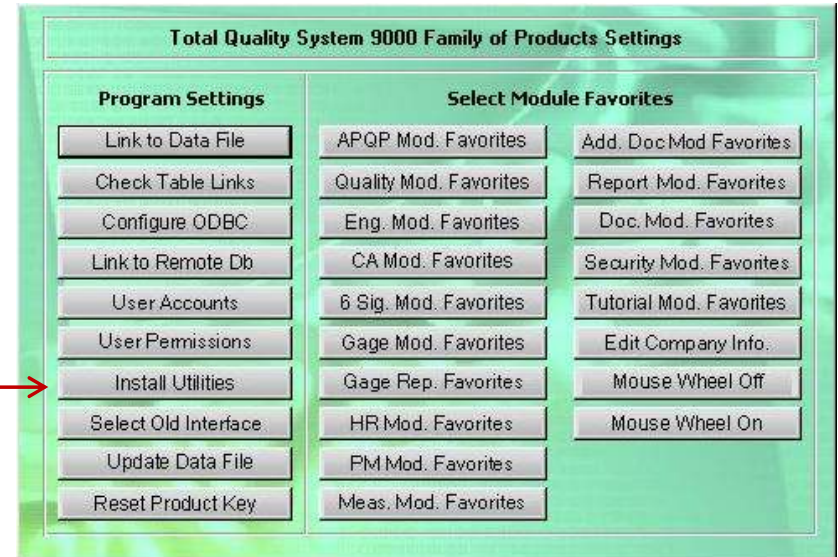 Total Quality System 9000 Family of Products Settings
Program Settings
Link to Data File
Check Table Links
Configure ODBC
Link to Remote Db
User Accounts
User Permissions
Install Utilities
Select Old Interface
Update Data File
Reset Product Key
Select Module Favorites
APQP Mod. Favorites
Quality Mod. Favorites
Eng. Mod. Favorites
CA Mod. Favorites
6 Sig. Mod. Favorites
Gage Mod. Favorites
Gage Rep. Favorites
HR Mod. Favorites
PM Mod. Favorites
Meas. Mod. Favorites
Add. Doc Mod Favorites
Report Mod. Favorites
Doc. Mod. Favorites
Security Mod. Favorites
Tutorial Mod. Favorites
Edit Company Info.
Mouse Wheel Off
Mouse Wheel On